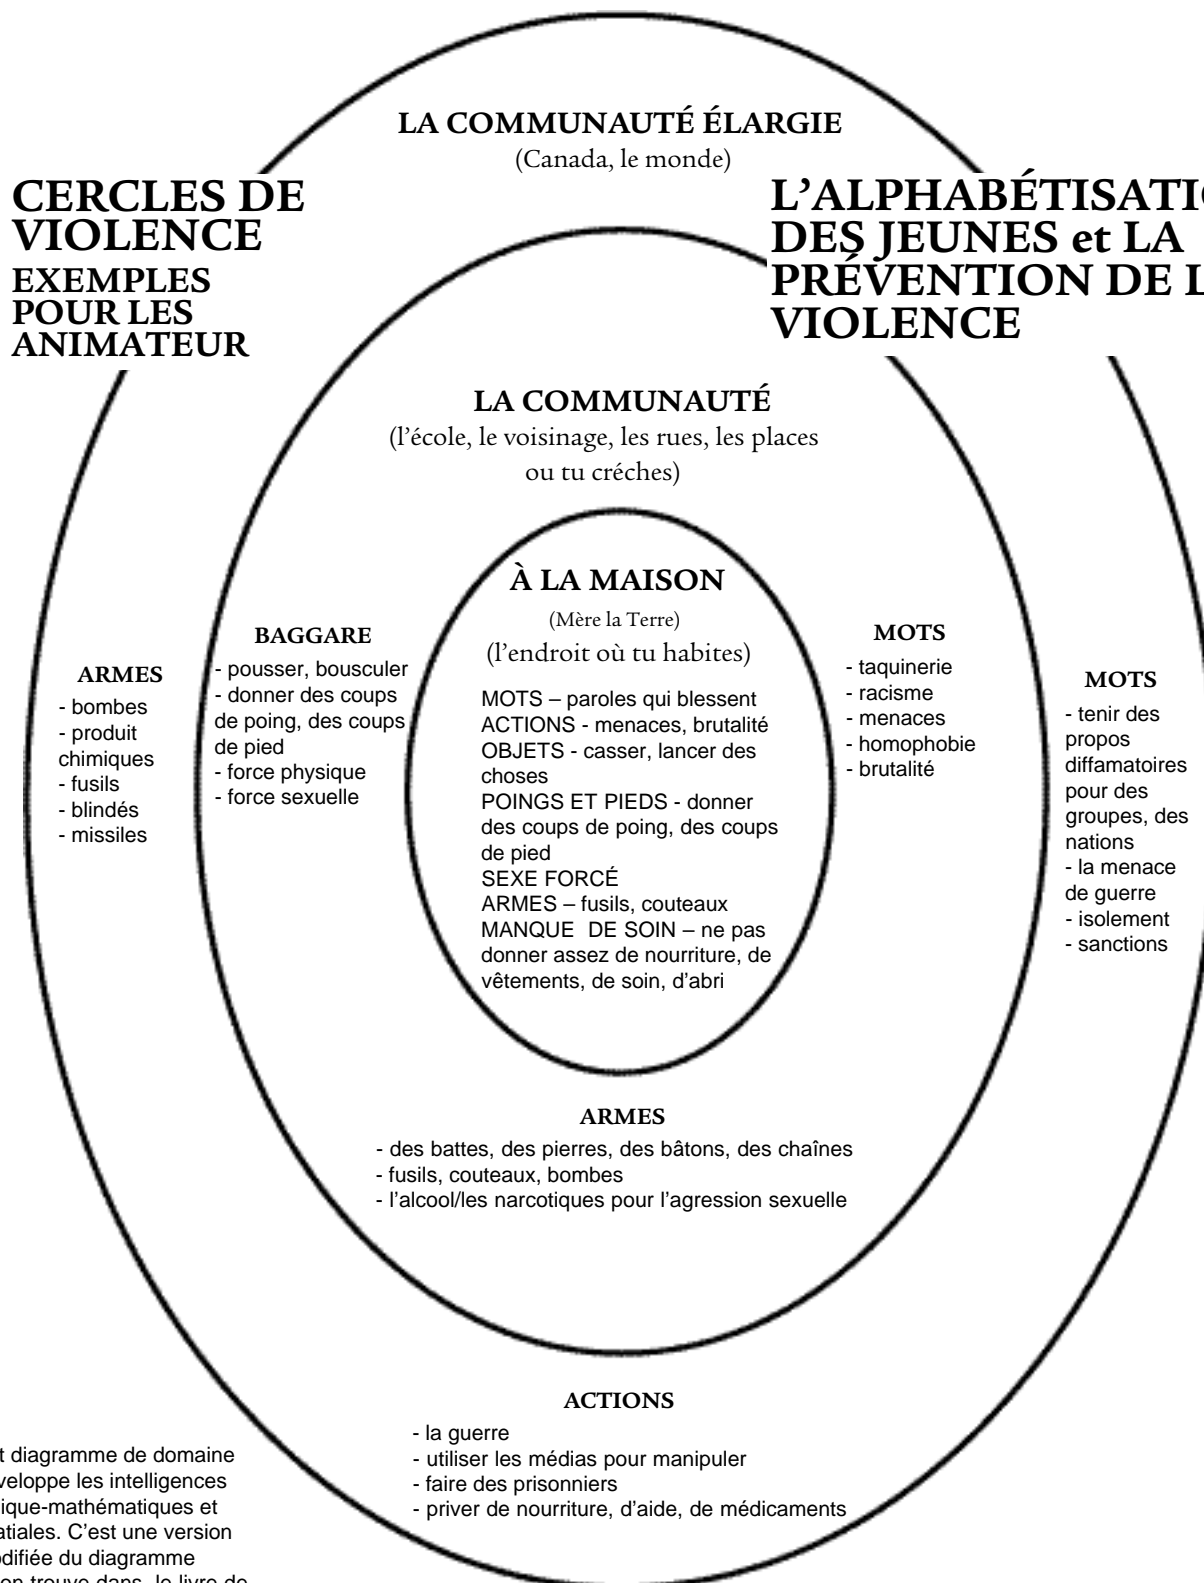 LA COMMUNAUTÉ ÉLARGIE
(Canada, le monde)
CERCLES DE
VIOLENCE
EXEMPLES
POUR LES
ANIMATEUR
L’ALPHABÉTISATI
DES JEUNES et LA
PRÉVENTION DE L
VIOLENCE
LA COMMUNAUTÉ
(l’école, le voisinage, les rues, les places
ou tu créches)
À LA MAISON
(Mère la Terre)
(l’endroit où tu habites)
MOTS – paroles qui blessent
ACTIONS - menaces, brutalité
OBJETS - casser, lancer des
choses
POINGS ET PIEDS - donner
des coups de poing, des coups
de pied
SEXE FORCÉ
ARMES – fusils, couteaux
MANQUE DE SOIN – ne pas
donner assez de nourriture, de
vêtements, de soin, d’abri
ARMES
- bombes
- produit
chimiques
- fusils
- blindés
- missiles
BAGGARE
- pousser, bousculer
- donner des coups
de poing, des coups
de pied
- force physique
- force sexuelle
MOTS
- taquinerie
- racisme
- menaces
- homophobie
- brutalité
MOTS
- tenir des
propos
diffamatoires
pour des
groupes, des
nations
- la menace
de guerre
- isolement
- sanctions
ARMES
- des battes, des pierres, des bâtons, des chaînes
- fusils, couteaux, bombes
- l’alcool/les narcotiques pour l’agression sexuelle
ACTIONS
- la guerre
- utiliser les médias pour manipuler
- faire des prisonniers
- priver de nourriture, d’aide, de médicaments
t diagramme de domaine
veloppe les intelligences
ique-mathématiques et
atiales. C’est une version
odifiée du diagramme
on trouve dans le livre de